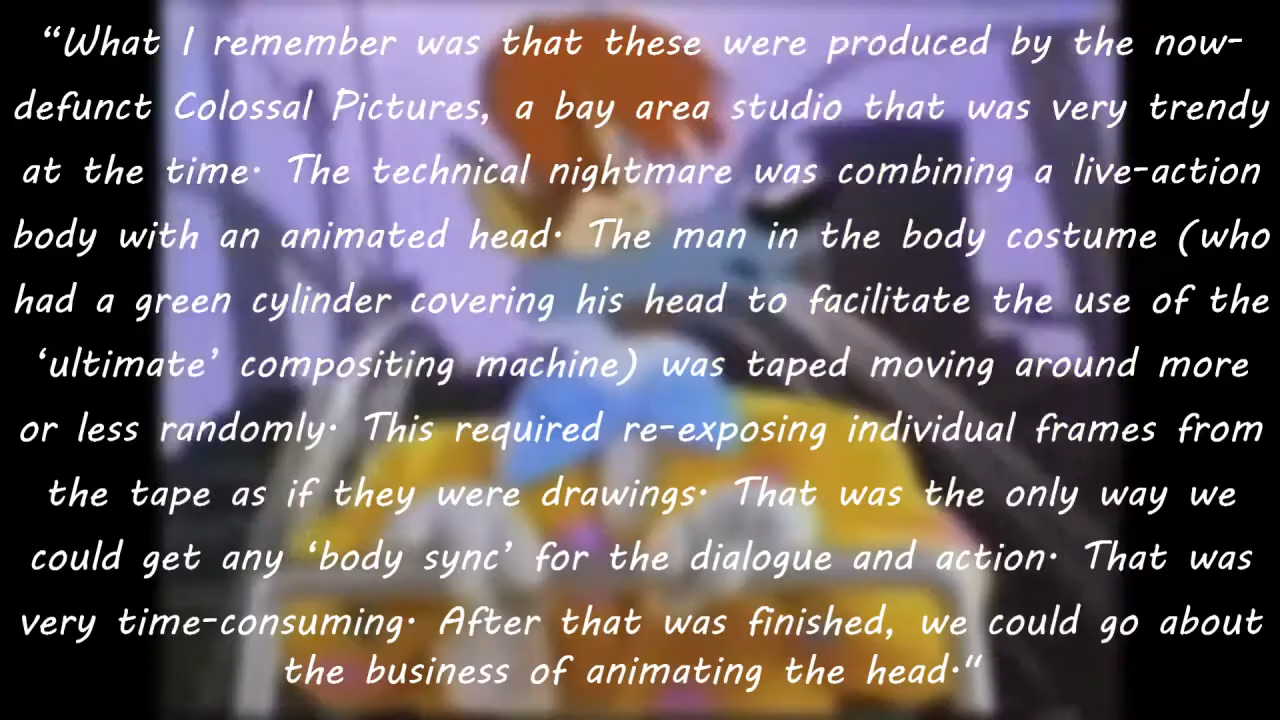 “What I remember was that these were produced by the now-
defunct Colossal Pictures, a bay area studio that was very trendy
at the time. The technical nightmare was combining a live-action
body with an animated head. The man in the body costume (who
had a green cylinder covering his head to facilitate the use of the
‘ultimate’ compositing machine) was taped moving around more
or less randomly. This required re-exposing individual frames from
the tape as if they were drawings. That was the only way we
could get any ‘body sync’ for the dialogue and action. That was
very time-consuming. After that was finished, we could go about
the business of animating the head.“